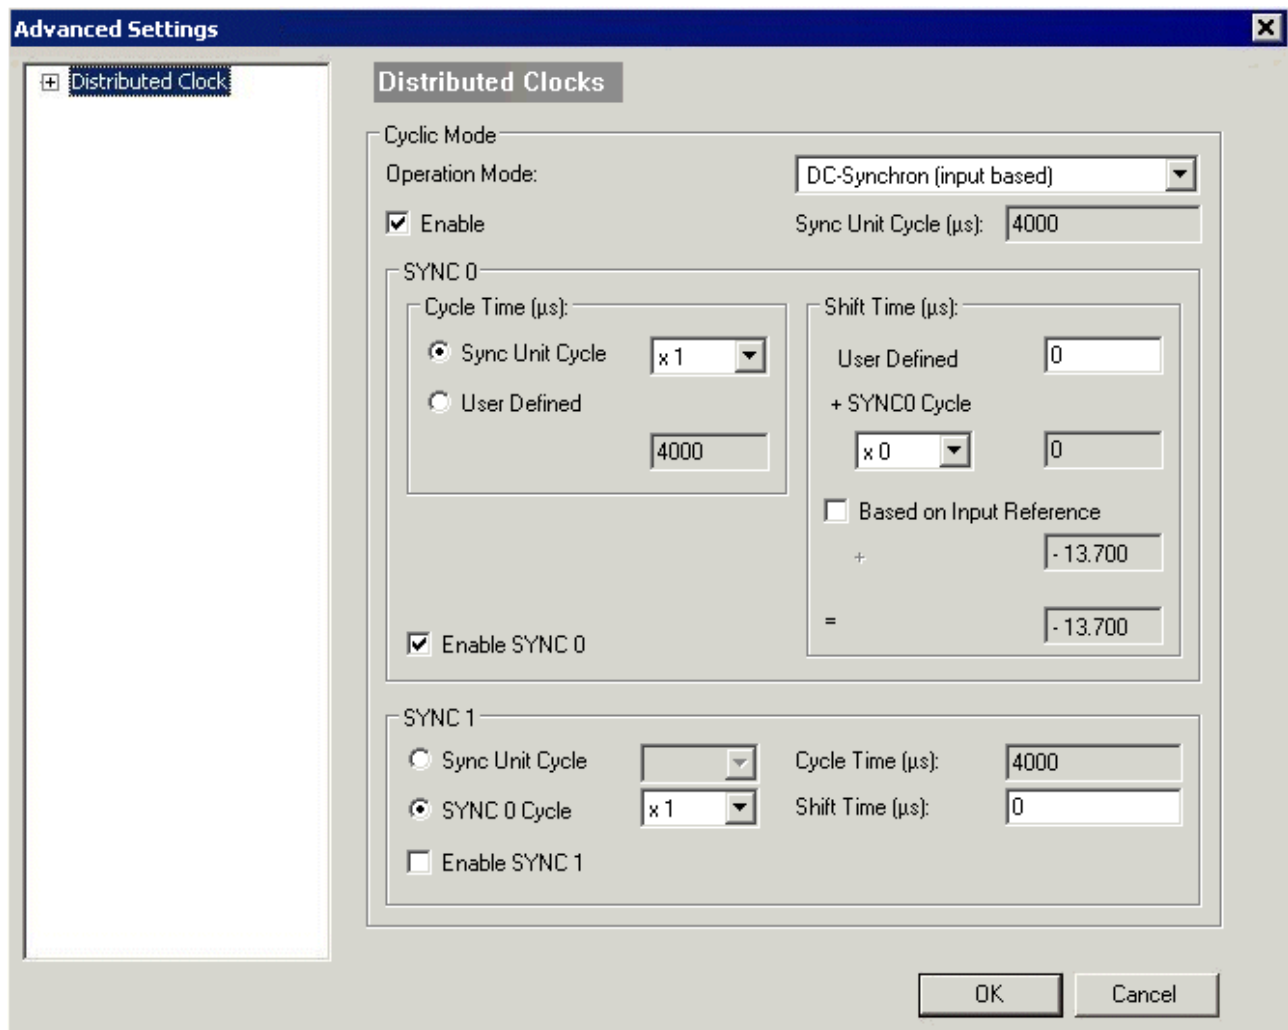 Advanced Settings
Distributed Clock
Distributed Clocks
Cyclic Mode
Operation Mode:
DC-Synchron (input based)
Enable
Sync Unit Cycle (µs):
4000
SYNC 0
Cycle Time (µs):
Sync Unit Cycle
x 1
User Defined
4000
Shift Time (µs):
User Defined
0
+ SYNC0 Cycle
x 0
0
Based on Input Reference
+
- 13.700
=
- 13.700
Enable SYNC 0
SYNC 1
Sync Unit Cycle
Cycle Time (µs):
4000
SYNC 0 Cycle
x 1
Shift Time (µs):
0
Enable SYNC 1
OK
Cancel